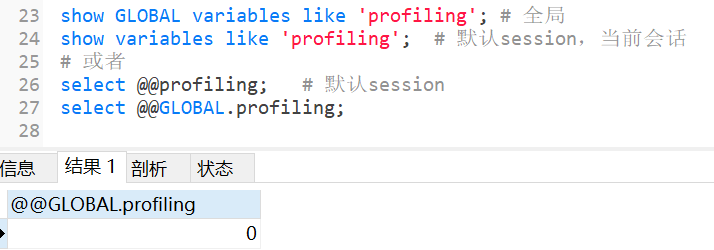 23 show GLOBAL variables like 'profiling'; # 全局
24 show variables like 'profiling';  # 默认session，当前会话
25 # 或者
26 select @@profiling;   # 默认session
27 select @@GLOBAL.profiling;
28
信息 结果 1 剖析 状态
@@GLOBAL.profiling
0